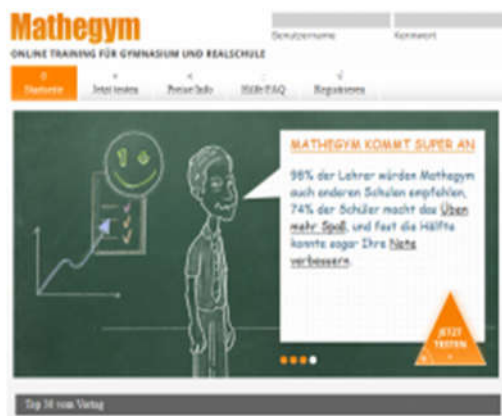 Mathegym
ONLINE TRAINING FÜR GYMNASIUM UND REALSCHULE
Benutzername Kennwort
Startseite Jetzt testen Preise/Info Hilfe/FAQ Registrieren
MATHEGYM KOMMT SUPER AN
98% der Lehrer würden Mathegym
auch anderen Schulen empfehlen,
74% der Schüler macht das Üben
mehr Spaß, und fast die Hälfte
konnte sogar Ihre Note
verbessern.
JETZT
TESTEN
Top 30 vom Vortag